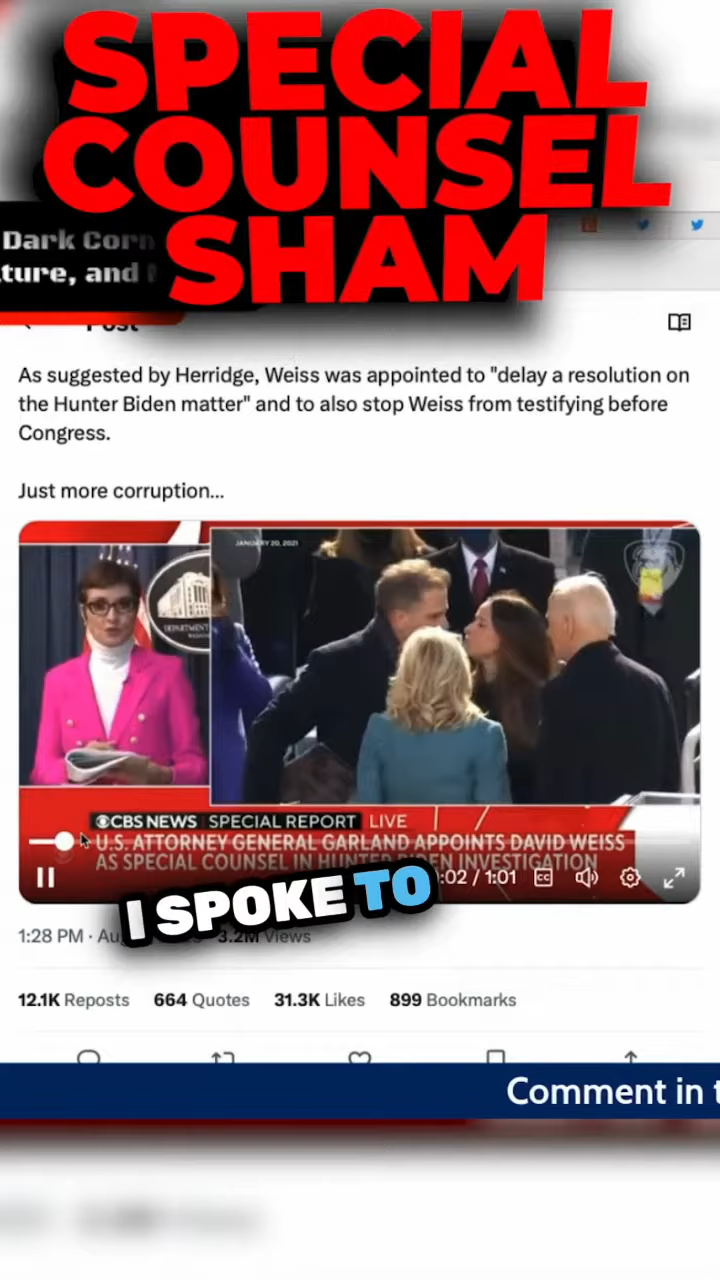 SPECIAL
COUNSEL
SHAM
Dark Corn
ture, and
Post
As suggested by Herridge, Weiss was appointed to "delay a resolution on
the Hunter Biden matter" and to also stop Weiss from testifying before
Congress.
Just more corruption...
JANUARY 20, 2021
CBS NEWS SPECIAL REPORT LIVE
U.S. ATTORNEY GENERAL GARLAND APPOINTS DAVID WEISS
AS SPECIAL COUNSEL IN HUNTER BIDEN INVESTIGATION
:02 / 1:01
CC
I SPOKE TO
1:28 PM · Au 3.2M Views
12.1K Reposts 664 Quotes 31.3K Likes 899 Bookmarks
Comment in t